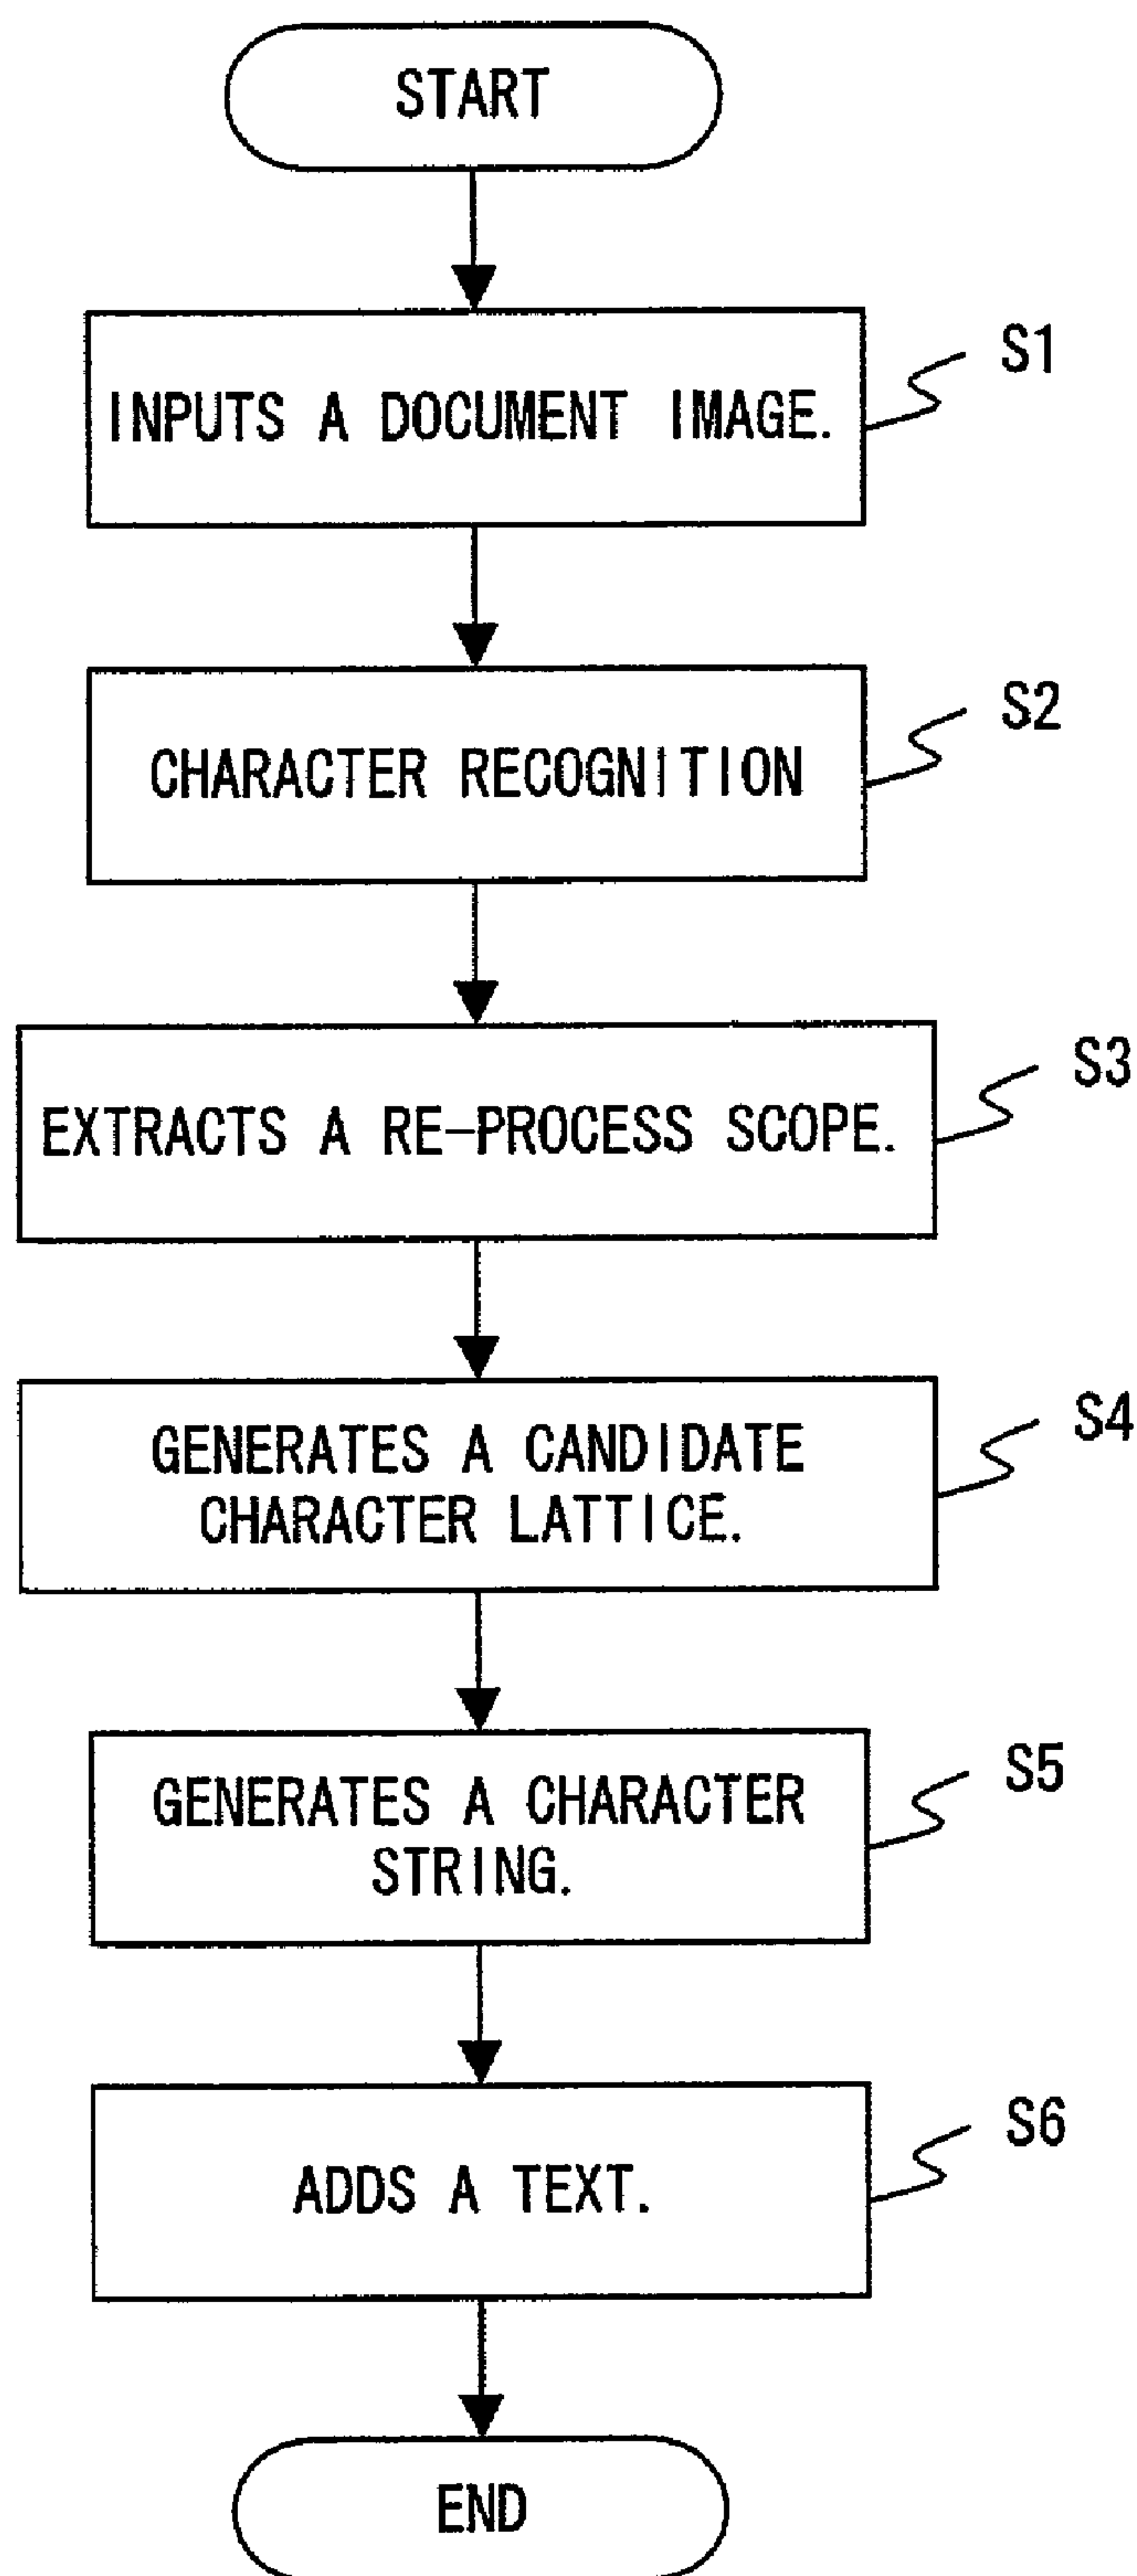 START
INPUTS A DOCUMENT IMAGE.
S1
CHARACTER RECOGNITION
S2
EXTRACTS A RE-PROCESS SCOPE.
S3
GENERATES A CANDIDATE
CHARACTER LATTICE.
S4
GENERATES A CHARACTER
STRING.
S5
ADDS A TEXT.
S6
END